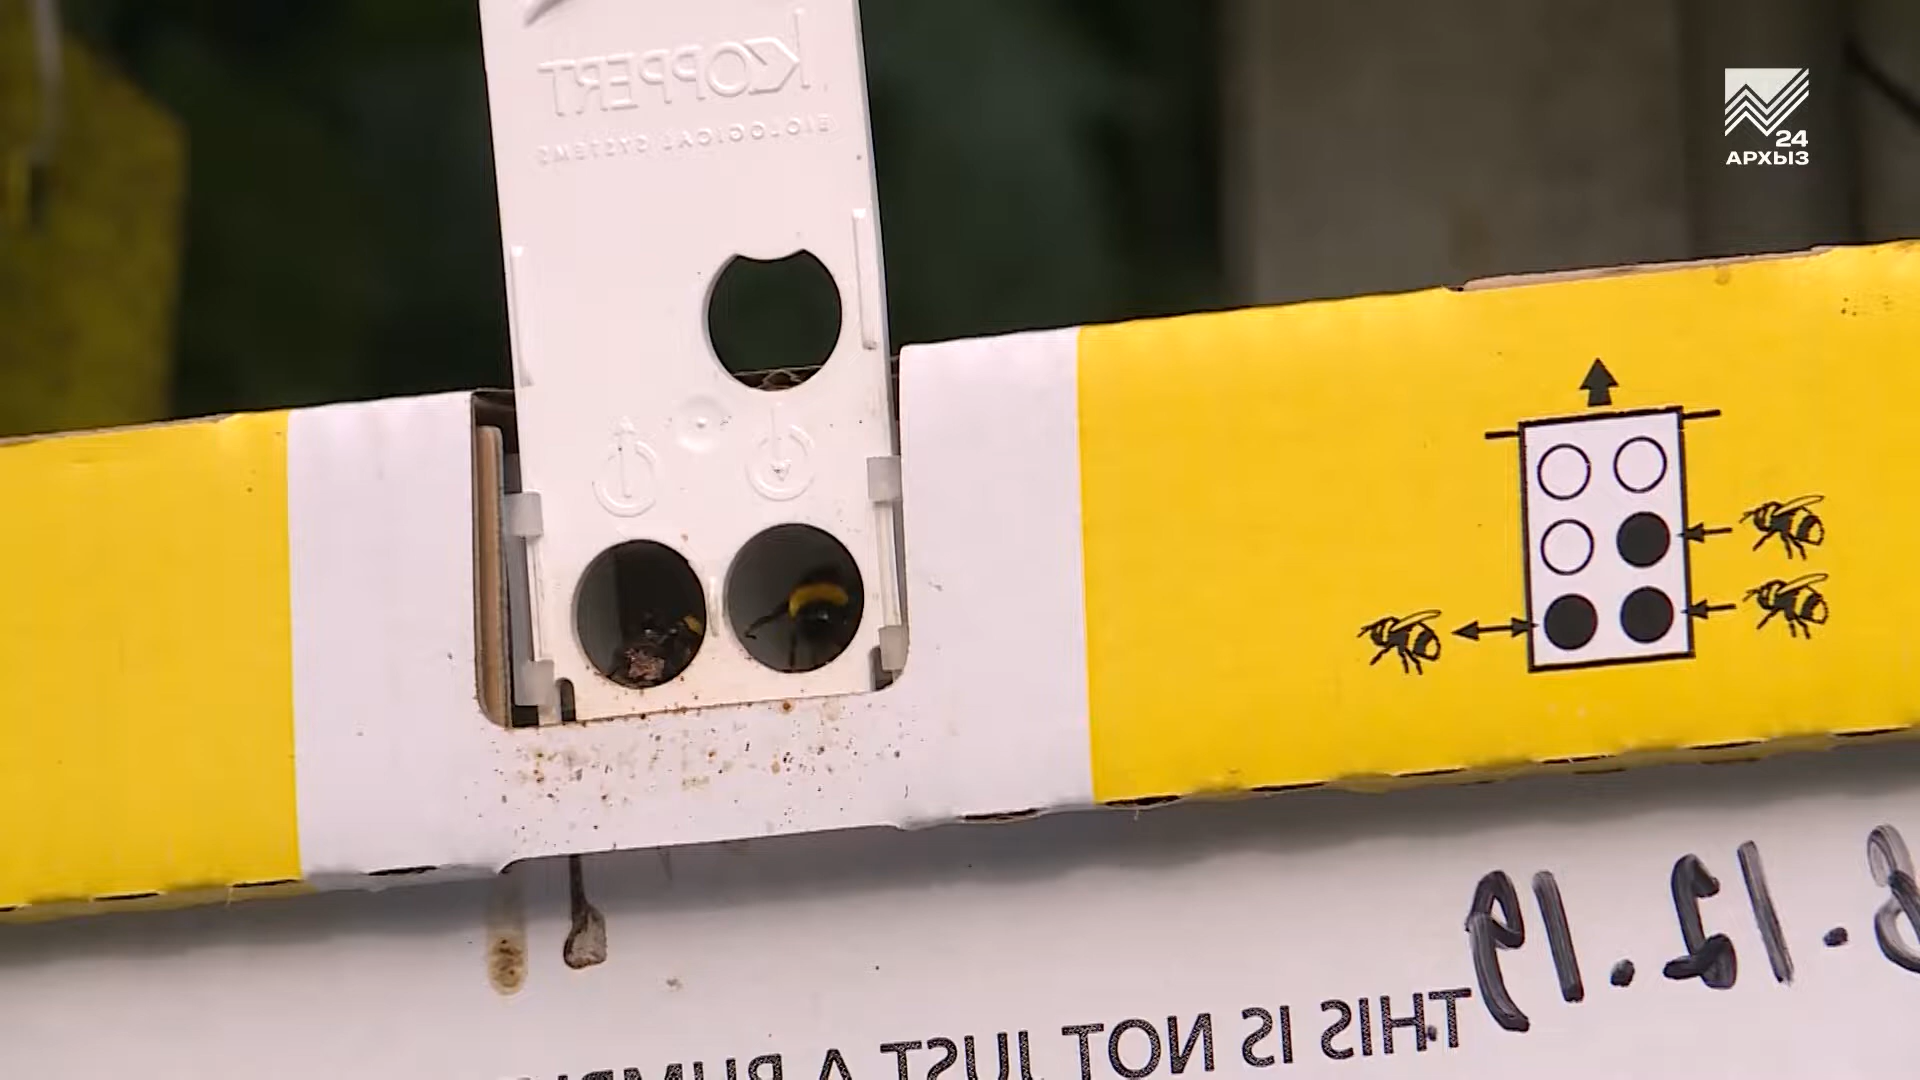 KOPPERT
BIOLOGICAL SYSTEMS
24
АРХЫЗ
8.12.19
THIS IS NOT JUST A